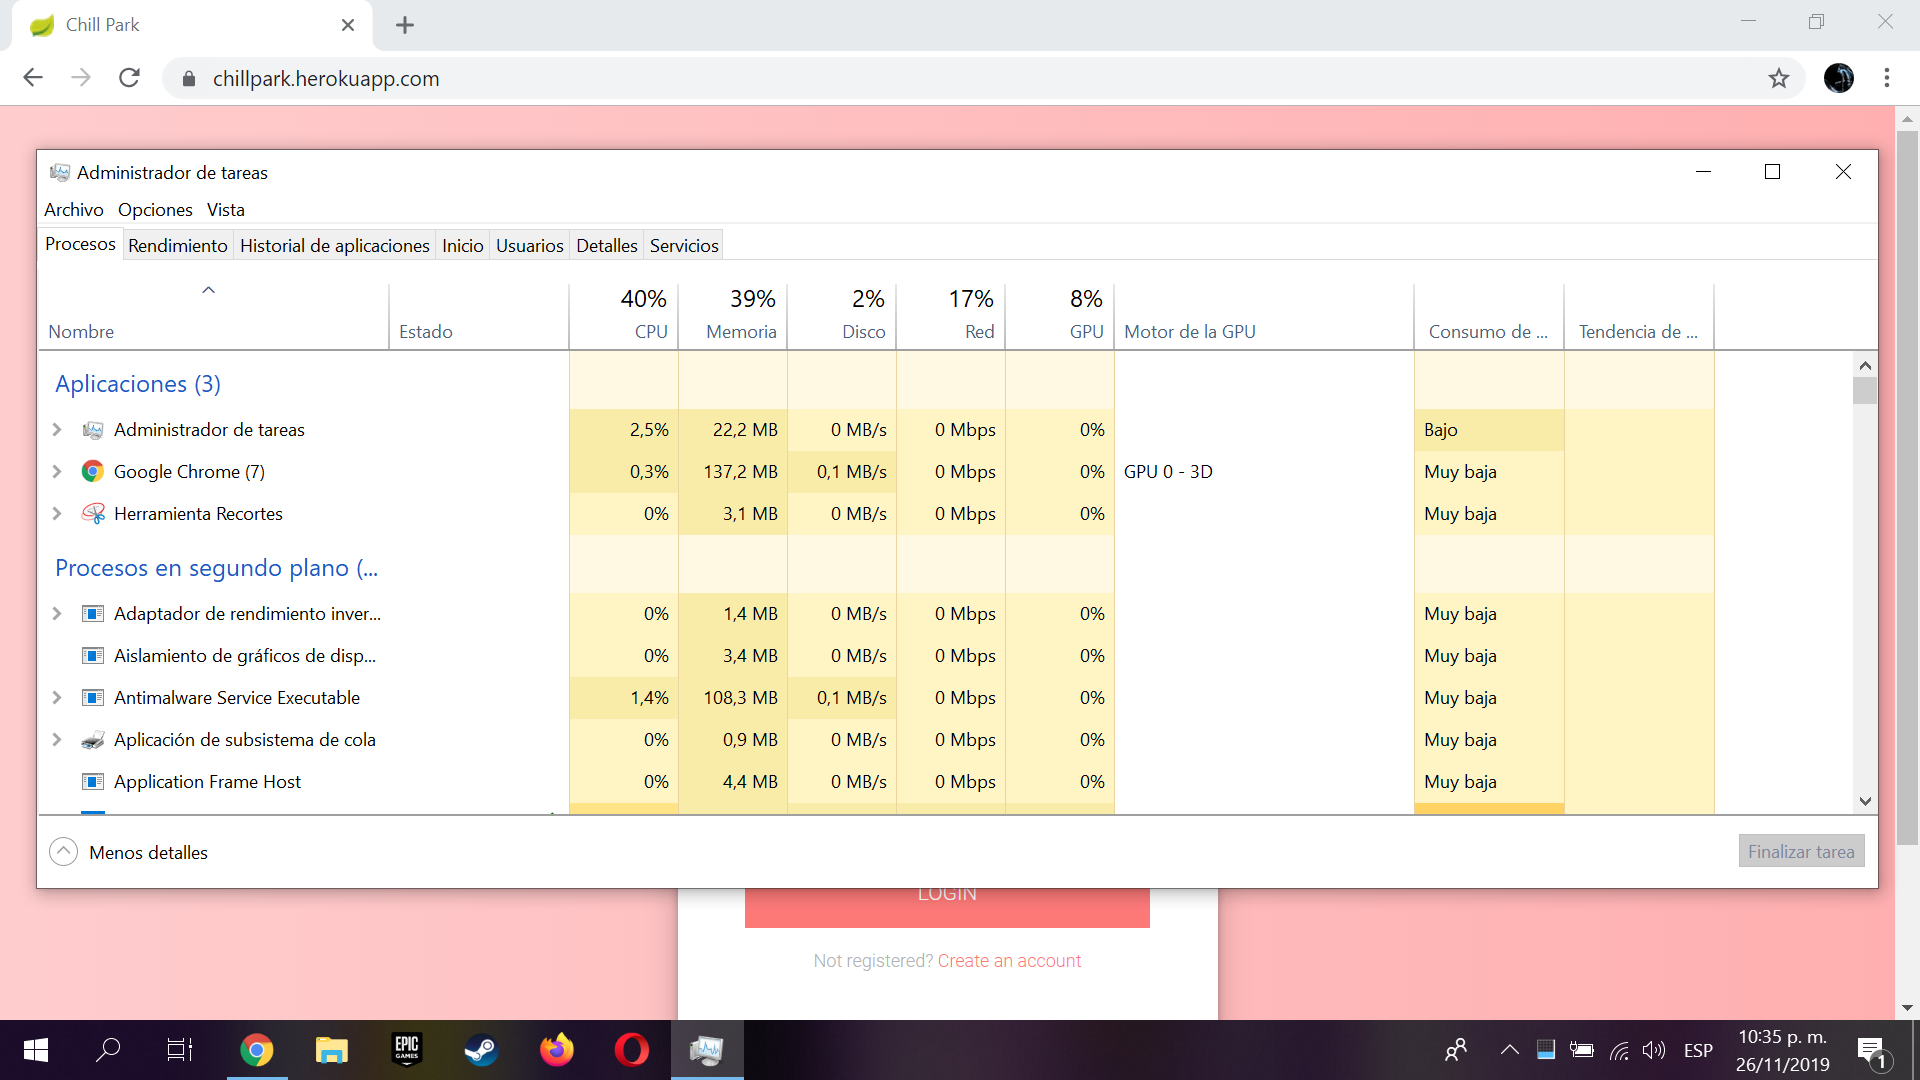 Chill Park
chillpark.herokuapp.com
Administrador de tareas
Archivo Opciones Vista
Procesos Rendimiento Historial de aplicaciones Inicio Usuarios Detalles Servicios
40% 39% 2% 17% 8%
Nombre Estado CPU Memoria Disco Red GPU Motor de la GPU Consumo de ... Tendencia de ...
Aplicaciones (3)
Administrador de tareas 2,5% 22,2 MB 0 MB/s 0 Mbps 0% Bajo
Google Chrome (7) 0,3% 137,2 MB 0,1 MB/s 0 Mbps 0% GPU 0 - 3D Muy baja
Herramienta Recortes 0% 3,1 MB 0 MB/s 0 Mbps 0% Muy baja
Procesos en segundo plano (...
Adaptador de rendimiento inver... 0% 1,4 MB 0 MB/s 0 Mbps 0% Muy baja
Aislamiento de gráficos de disp... 0% 3,4 MB 0 MB/s 0 Mbps 0% Muy baja
Antimalware Service Executable 1,4% 108,3 MB 0,1 MB/s 0 Mbps 0% Muy baja
Aplicación de subsistema de cola 0% 0,9 MB 0 MB/s 0 Mbps 0% Muy baja
Application Frame Host 0% 4,4 MB 0 MB/s 0 Mbps 0% Muy baja
Menos detalles Finalizar tarea
LOGIN
Not registered? Create an account
EPIC GAMES
ESP
10:35 p. m.
26/11/2019
1